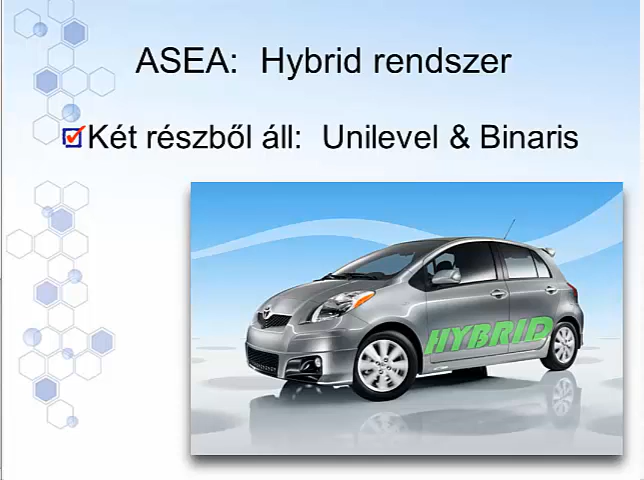 ASEA: Hybrid rendszer
Két részből áll: Unilevel & Binaris
HYBRID